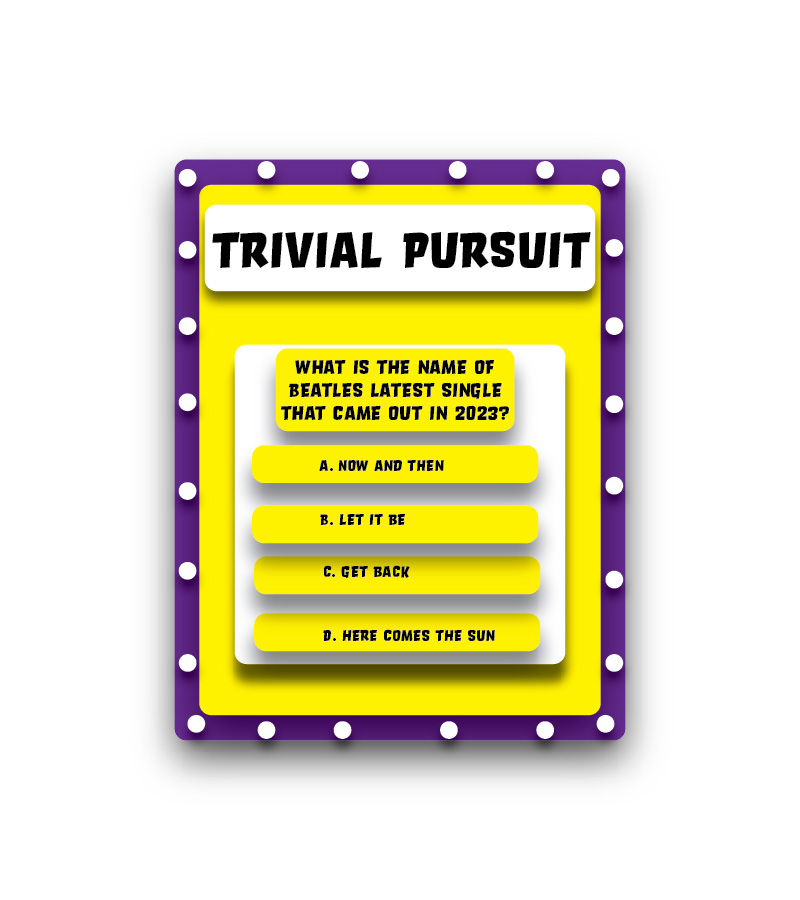 TRIVIAL PURSUIT
WHAT IS THE NAME OF
BEATLES LATEST SINGLE
THAT CAME OUT IN 2023?
A. NOW AND THEN
B. LET IT BE
C. GET BACK
D. HERE COMES THE SUN